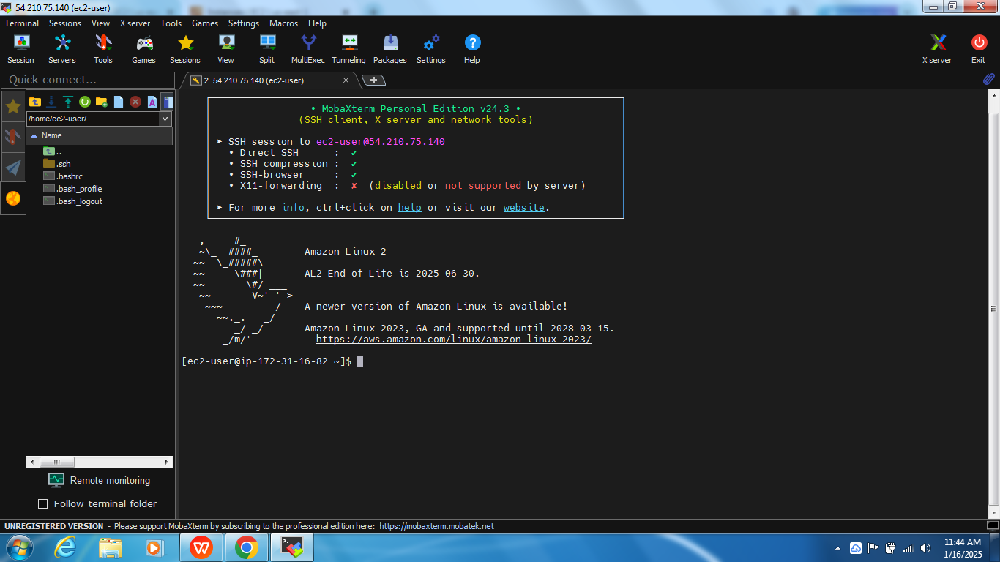 54.210.75.140 (ec2-user)
Terminal Sessions View X server Tools Games Settings Macros Help
Session Servers Tools Games Sessions View Split MultiExec Tunneling Packages Settings Help X server Exit
Quick connect...
2. 54.210.75.140 (ec2-user)
/home/ec2-user/
Name
..
.ssh
.bashrc
.bash_profile
.bash_logout
Remote monitoring
Follow terminal folder
• MobaXterm Personal Edition v24.3 •
(SSH client, X server and network tools)
➤ SSH session to ec2-user@54.210.75.140
• Direct SSH : ✔
• SSH compression : ✔
• SSH-browser : ✔
• X11-forwarding : ✘ (disabled or not supported by server)
➤ For more info, ctrl+click on help or visit our website.
, #_
~\_ ####_ Amazon Linux 2
~~ \_#####\
~~ \###| AL2 End of Life is 2025-06-30.
~~ \#/ ___
~~ V~' '->
~~~ / A newer version of Amazon Linux is available!
~~._. _/
_/ _/ Amazon Linux 2023, GA and supported until 2028-03-15.
_/m/' https://aws.amazon.com/linux/amazon-linux-2023/
[ec2-user@ip-172-31-16-82 ~]$
UNREGISTERED VERSION - Please support MobaXterm by subscribing to the professional edition here: https://mobaxterm.mobatek.net
11:44 AM
1/16/2025